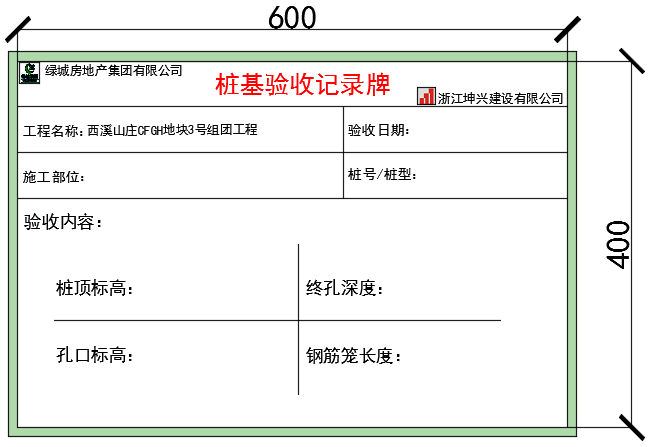 600
绿城房地产集团有限公司
桩基验收记录牌
浙江坤兴建设有限公司
工程名称：西溪山庄CFGH地块3号组团工程
验收日期：
施工部位：
桩号/桩型：
验收内容：
桩顶标高：
终孔深度：
孔口标高：
钢筋笼长度：
400